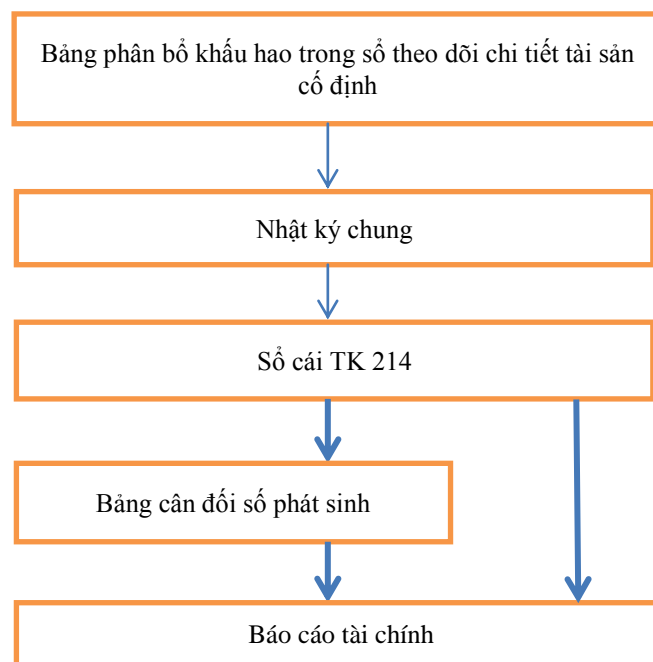 Bảng phân bổ khấu hao trong sổ theo dõi chi tiết tài sản
cố định
Nhật ký chung
Sổ cái TK 214
Bảng cân đối số phát sinh
Báo cáo tài chính